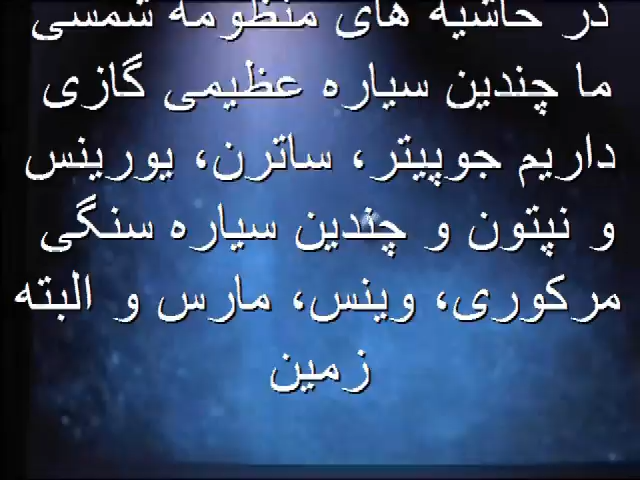 در حاشیه های منظومه شمسی
ما چندین سیاره عظیمی گازی
داریم جوپیتر، ساترن، یورینس
و نپتون و چندین سیاره سنگی
مرکوری، وینس، مارس و البته
زمین